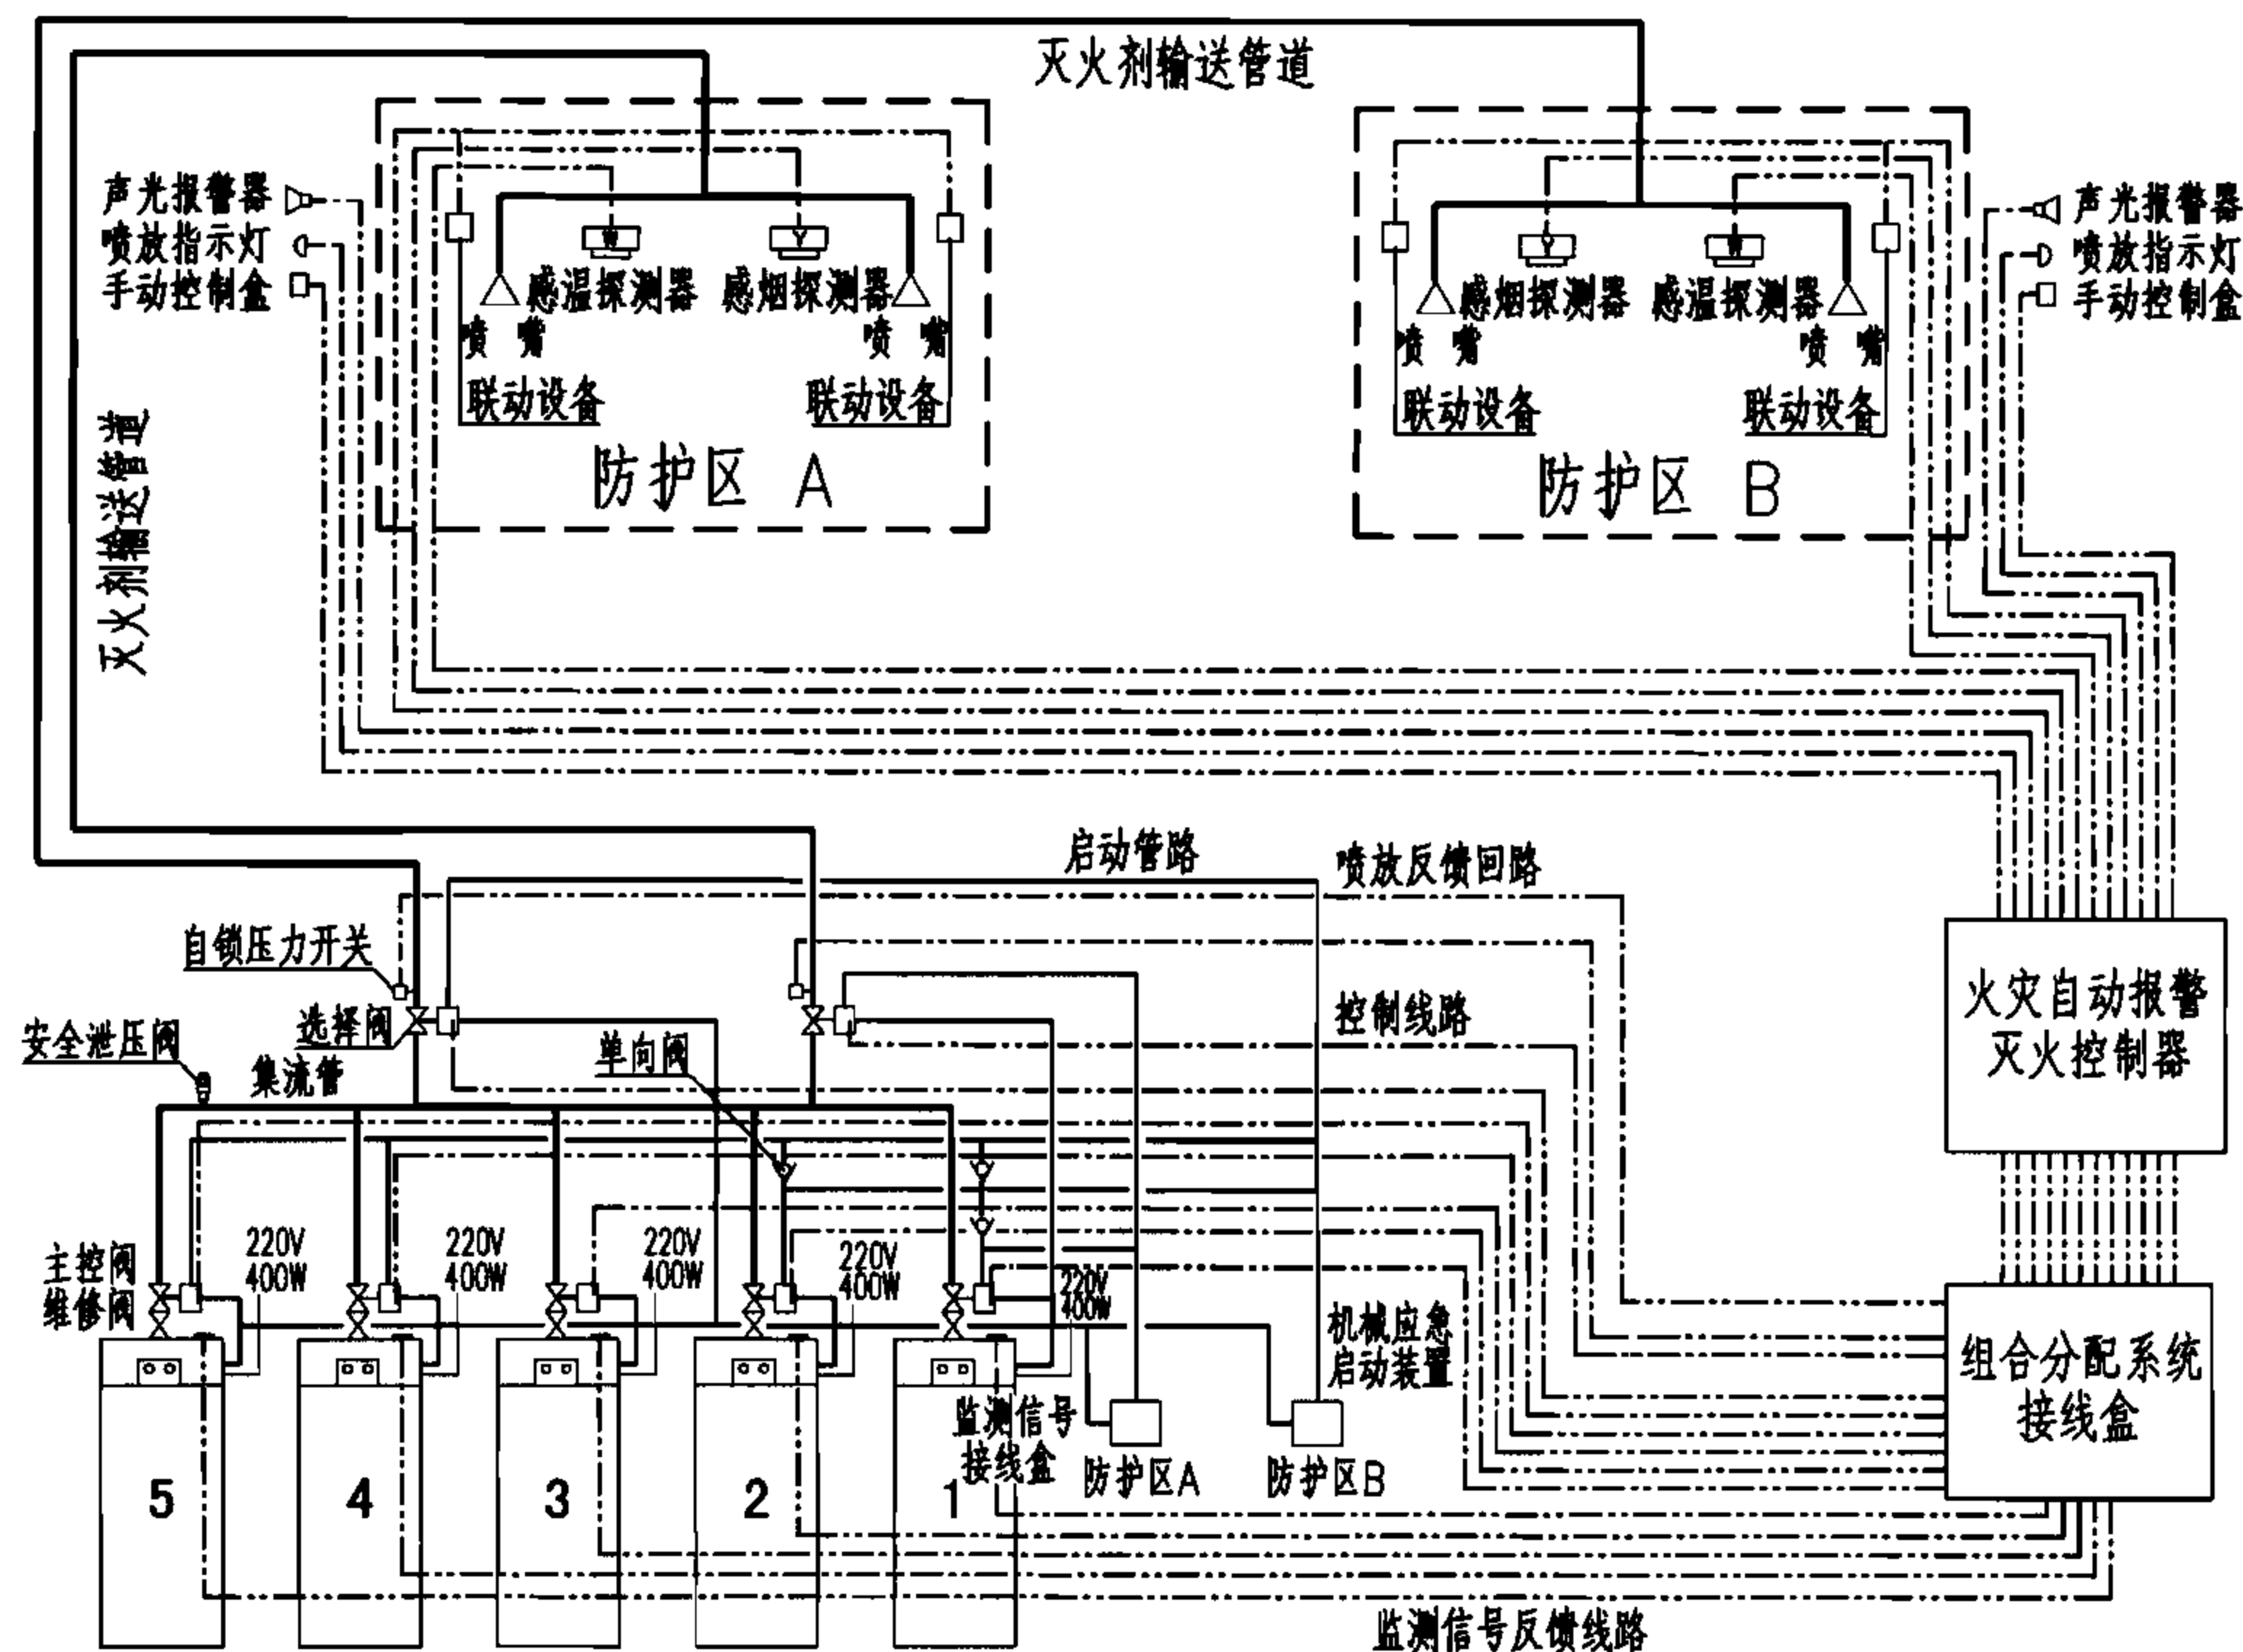 灭火剂输送管道
声光报警器
喷放指示灯
手动控制盒
感温探测器
感烟探测器
喷 嘴
喷 嘴
联动设备
联动设备
防护区 A
感烟探测器
感温探测器
喷 嘴
喷 嘴
联动设备
联动设备
防护区 B
声光报警器
喷放指示灯
手动控制盒
灭火剂输送管道
启动管路
喷放反馈回路
自锁压力开关
选择阀
安全泄压阀
集流管
单向阀
控制线路
火灾自动报警
灭火控制器
主控阀
维修阀
220V
400W
220V
400W
220V
400W
220V
400W
220V
400W
机械应急
启动装置
组合分配系统
接线盒
监测信号
接线盒
防护区A
防护区B
5
4
3
2
1
监测信号反馈线路